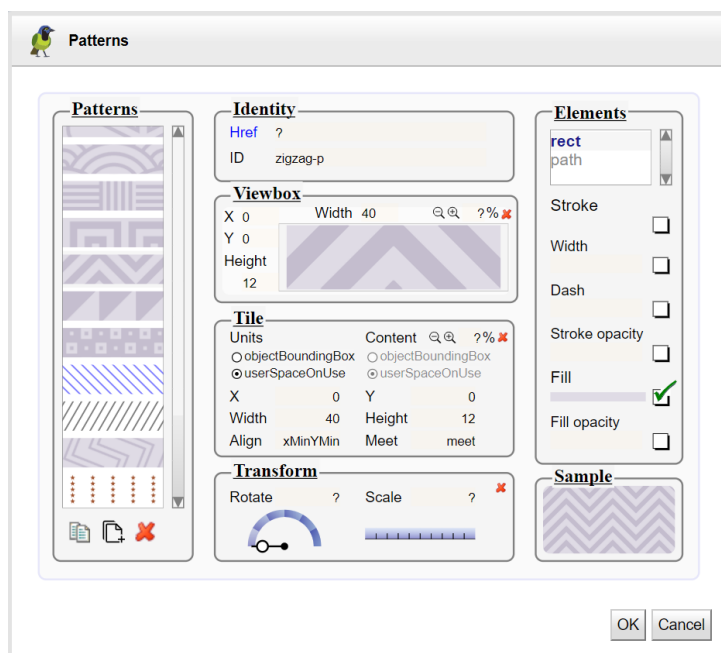 Patterns
Patterns
Identity
Href ?
ID zigzag-p
Viewbox
X 0 Width 40 ?%
Y 0
Height
12
Tile
Units Content ?%
objectBoundingBox objectBoundingBox
userSpaceOnUse userSpaceOnUse
X 0 Y 0
Width 40 Height 12
Align xMinYMin Meet meet
Transform
Rotate ? Scale ?
Elements
rect
path
Stroke
Width
Dash
Stroke opacity
Fill
Fill opacity
Sample
OK Cancel